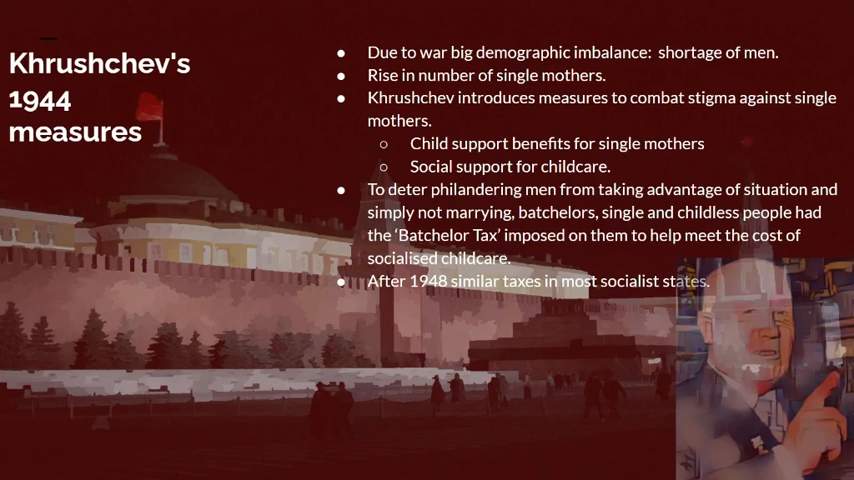 Khrushchev's
1944
measures
● Due to war big demographic imbalance: shortage of men.
● Rise in number of single mothers.
● Khrushchev introduces measures to combat stigma against single
mothers.
○ Child support benefits for single mothers
○ Social support for childcare.
● To deter philandering men from taking advantage of situation and
simply not marrying, batchelors, single and childless people had
the ‘Batchelor Tax’ imposed on them to help meet the cost of
socialised childcare.
● After 1948 similar taxes in most socialist states.